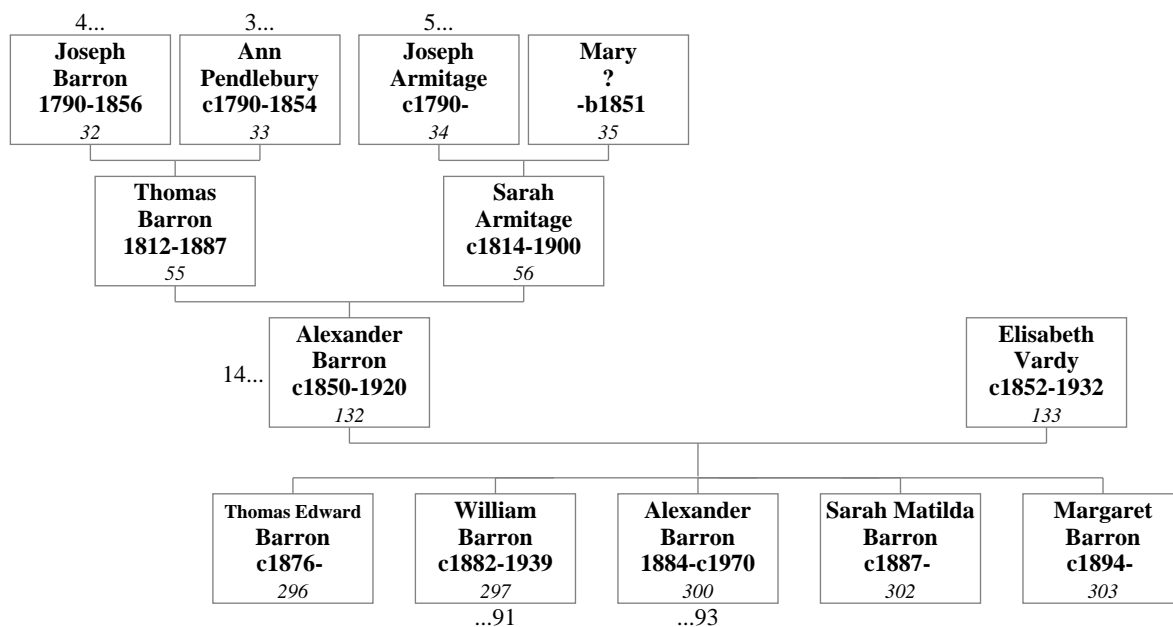 4...
3...
5...
Joseph
Barron
1790-1856
32
Ann
Pendlebury
c1790-1854
33
Joseph
Armitage
c1790-
34
Mary
?
-b1851
35
Thomas
Barron
1812-1887
55
Sarah
Armitage
c1814-1900
56
14...
Alexander
Barron
c1850-1920
132
Elisabeth
Vardy
c1852-1932
133
Thomas Edward
Barron
c1876-
296
William
Barron
c1882-1939
297
...91
Alexander
Barron
1884-c1970
300
...93
Sarah Matilda
Barron
c1887-
302
Margaret
Barron
c1894-
303